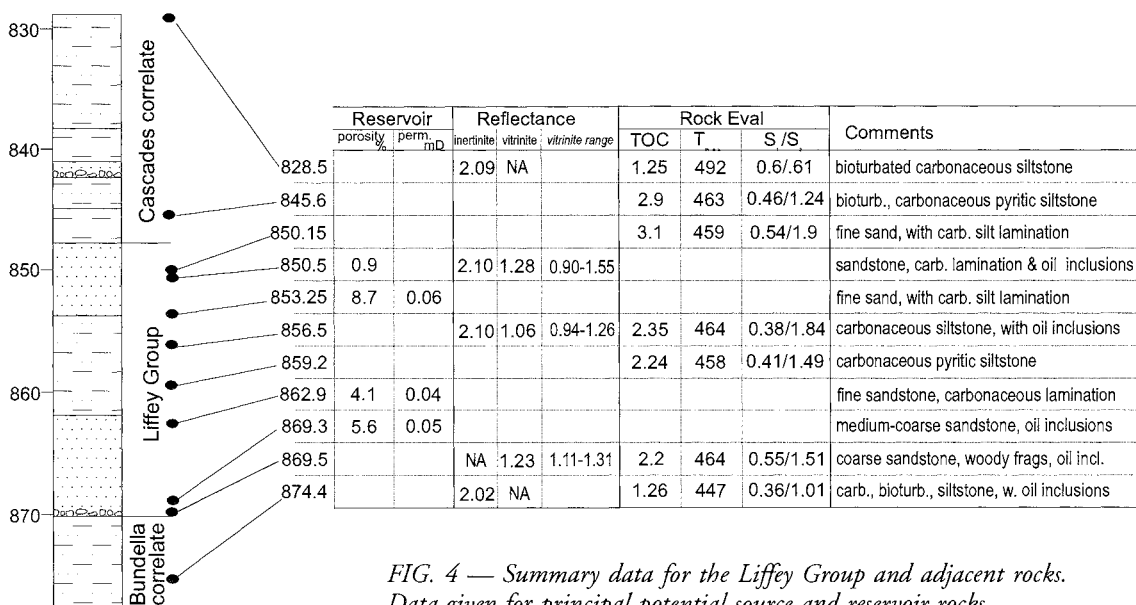 830
840
850
860
870
Cascades correlate
Liffey Group
Bundella
correlate
Reservoir Reflectance Rock Eval Comments
porosity % perm. mD inertinite vitrinite vitrinite range TOC T S /S
828.5 2.09 NA 1.25 492 0.6/.61 bioturbated carbonaceous siltstone
845.6 2.9 463 0.46/1.24 bioturb., carbonaceous pyritic siltstone
850.15 3.1 459 0.54/1.9 fine sand, with carb. silt lamination
850.5 0.9 2.10 1.28 0.90-1.55 sandstone, carb. lamination & oil inclusions
853.25 8.7 0.06 fine sand, with carb. silt lamination
856.5 2.10 1.06 0.94-1.26 2.35 464 0.38/1.84 carbonaceous siltstone, with oil inclusions
859.2 2.24 458 0.41/1.49 carbonaceous pyritic siltstone
862.9 4.1 0.04 fine sandstone, carbonaceous lamination
869.3 5.6 0.05 medium-coarse sandstone, oil inclusions
869.5 NA 1.23 1.11-1.31 2.2 464 0.55/1.51 coarse sandstone, woody frags, oil incl.
874.4 2.02 NA 1.26 447 0.36/1.01 carb., bioturb., siltstone, w. oil inclusions
FIG. 4 — Summary data for the Liffey Group and adjacent rocks.
Data given for principal potential source and reservoir rocks